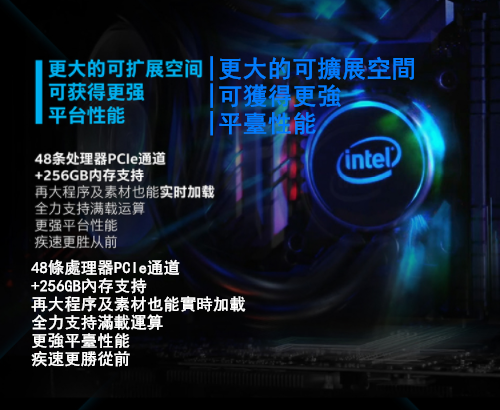 更大的可扩展空间
可获得更强
平台性能
更大的可擴展空間
可獲得更強
平臺性能
intel
48条处理器PCIe通道
+256GB内存支持
再大程序及素材也能实时加载
全力支持满载运算
更强平台性能
疾速更胜从前
48條處理器PCIe通道
+256GB內存支持
再大程序及素材也能實時加載
全力支持滿載運算
更強平臺性能
疾速更勝從前